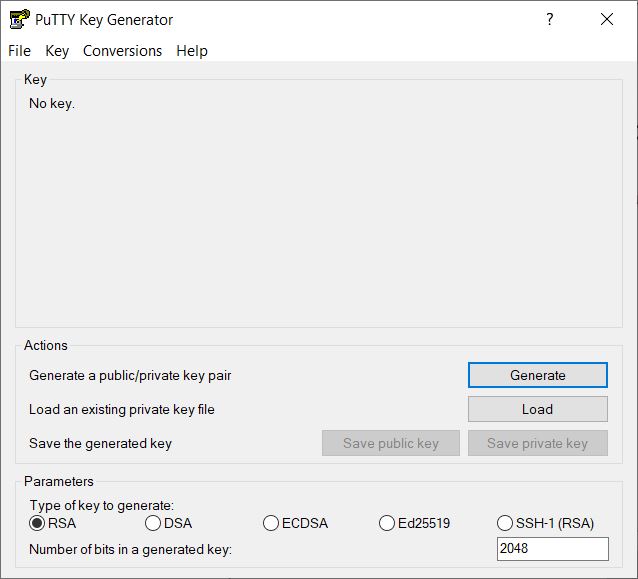 PuTTY Key Generator ?
File Key Conversions Help
Key
No key.
Actions
Generate a public/private key pair Generate
Load an existing private key file Load
Save the generated key Save public key Save private key
Parameters
Type of key to generate:
RSA DSA ECDSA Ed25519 SSH-1 (RSA)
Number of bits in a generated key: 2048